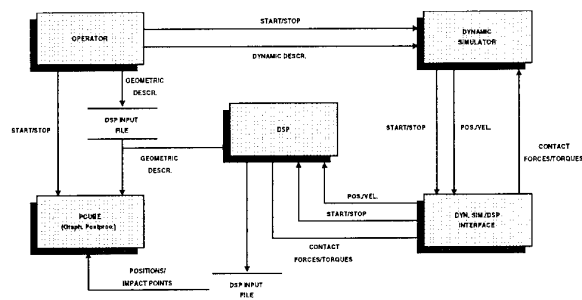 START/STOP
OPERATOR
DYNAMIC
SIMULATOR
DYNAMIC DESCR.
GEOMETRIC
DESCR.
DSP INPUT
FILE
DSP
START/STOP
START/STOP
POS./VEL.
GEOMETRIC
DESCR.
CONTACT
FORCES/TORQUES
POS./VEL.
PCUBE
(Graph. Postproc.)
START/STOP
DYN. SIM./DSP
INTERFACE
CONTACT
FORCES/TORQUES
POSITIONS/
IMPACT POINTS
DSP INPUT
FILE